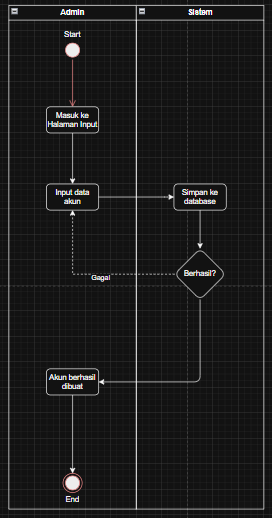 Admin
Sistem
Start
Masuk ke
Halaman Input
Input data
akun
Simpan ke
database
Berhasil?
Gagal
Akun berhasil
dibuat
End